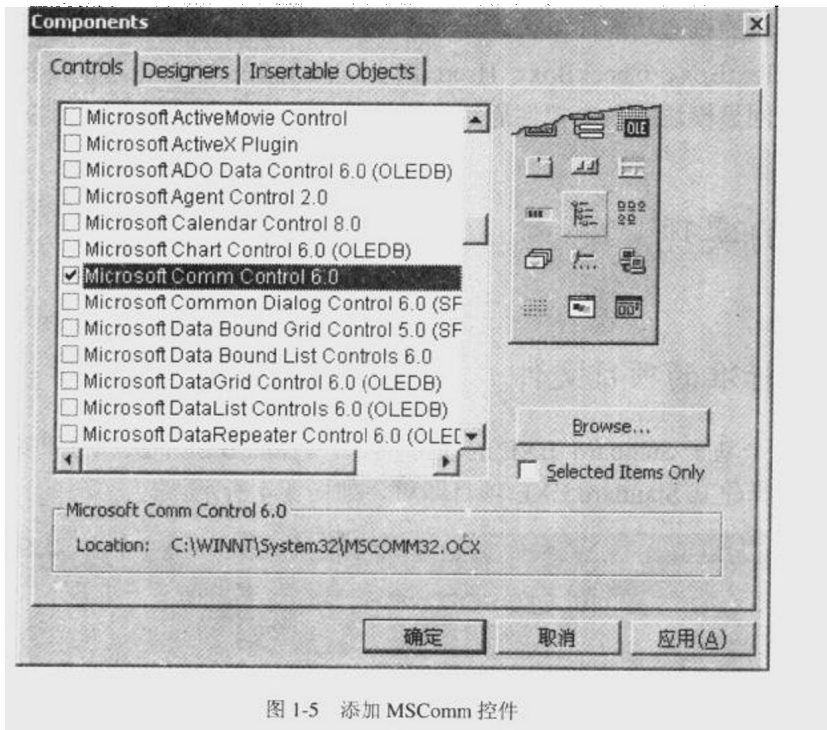 Components
Controls
Designers
Insertable Objects
Microsoft ActiveMovie Control
Microsoft ActiveX Plugin
Microsoft ADO Data Control 6.0 (OLEDB)
Microsoft Agent Control 2.0
Microsoft Calendar Control 8.0
Microsoft Chart Control 6.0 (OLEDB)
Microsoft Comm Control 6.0
Microsoft Common Dialog Control 6.0 (SF
Microsoft Data Bound Grid Control 5.0 (SF
Microsoft Data Bound List Controls 6.0
Microsoft DataGrid Control 6.0 (OLEDB)
Microsoft DataList Controls 6.0 (OLEDB)
Microsoft DataRepeater Control 6.0 (OLED
OLE
Browse...
Selected Items Only
Microsoft Comm Control 6.0
Location: C:\WINNT\System32\MSCOMM32.OCX
确定
取消
应用(A)
图 1-5 添加 MSComm 控件